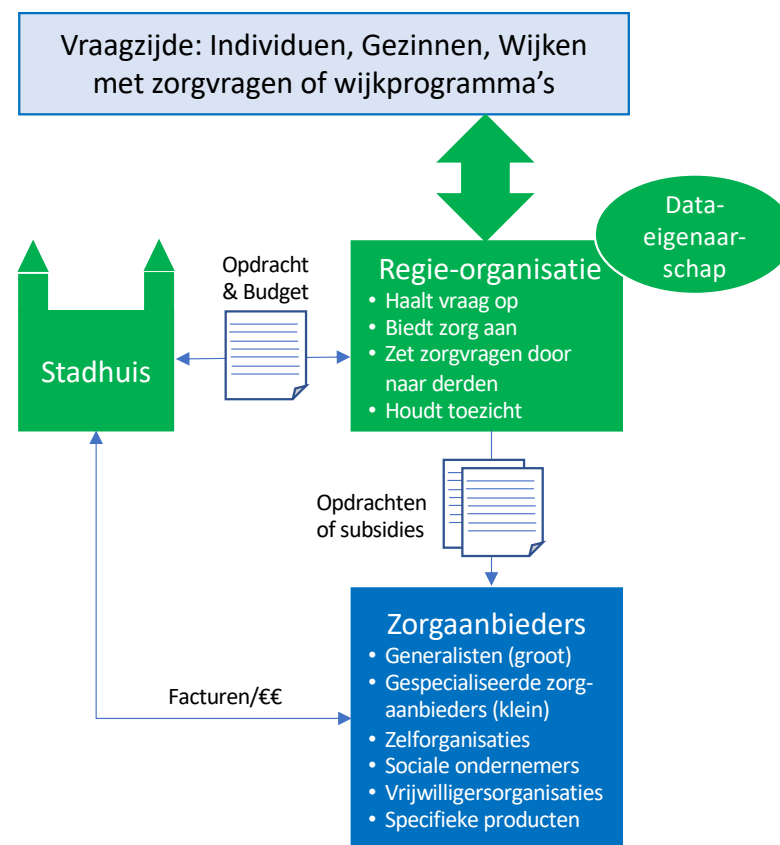 Vraagzijde: Individuen, Gezinnen, Wijken
met zorgvragen of wijkprogramma's
Data-
eigenaar-
schap
Opdracht
& Budget
Regie-organisatie
• Haalt vraag op
• Biedt zorg aan
• Zet zorgvragen door
naar derden
• Houdt toezicht
Stadhuis
Opdrachten
of subsidies
Zorgaanbieders
• Generalisten (groot)
• Gespecialiseerde zorg-
aanbieders (klein)
• Zelforganisaties
• Sociale ondernemers
• Vrijwilligersorganisaties
• Specifieke producten
Facturen/€€